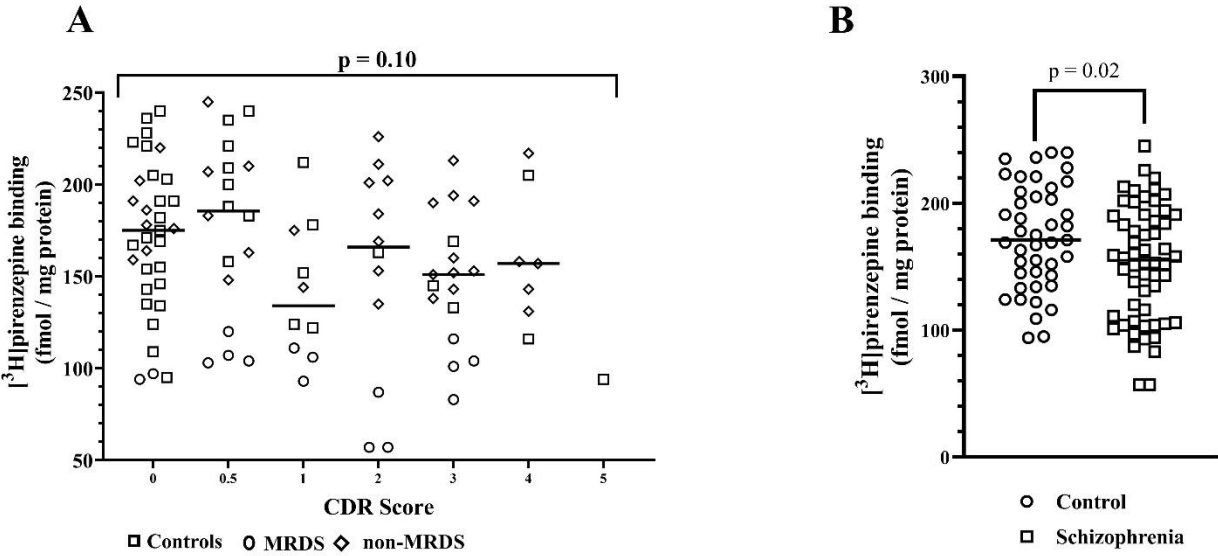 A
p = 0.10
[³H]pirenzepine binding
(fmol / mg protein)
250
200
150
100
50
0
0.5
1
2
3
4
5
CDR Score
Controls
MRDS
non-MRDS
B
p = 0.02
[³H]pirenzepine binding
(fmol / mg protein)
300
200
100
0
Control
Schizophrenia